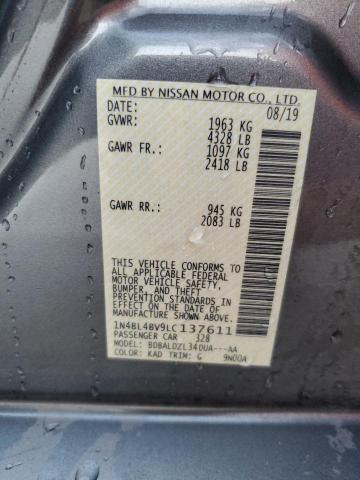 MFD BY NISSAN MOTOR CO., LTD.
DATE: 08/19
GVWR: 1963 KG
4328 LB
GAWR FR.: 1097 KG
2418 LB
GAWR RR.: 945 KG
2083 LB
THIS VEHICLE CONFORMS TO
ALL APPLICABLE FEDERAL
MOTOR VEHICLE SAFETY,
BUMPER, AND THEFT
PREVENTION STANDARDS IN
EFFECT ON THE DATE OF
MANUFACTURE SHOWN ABOVE.
1N4BL4BV9LC137611
PASSENGER CAR 328
MODEL: BDBALDZL34DUA---AA
COLOR: KAD TRIM: G 9N00A